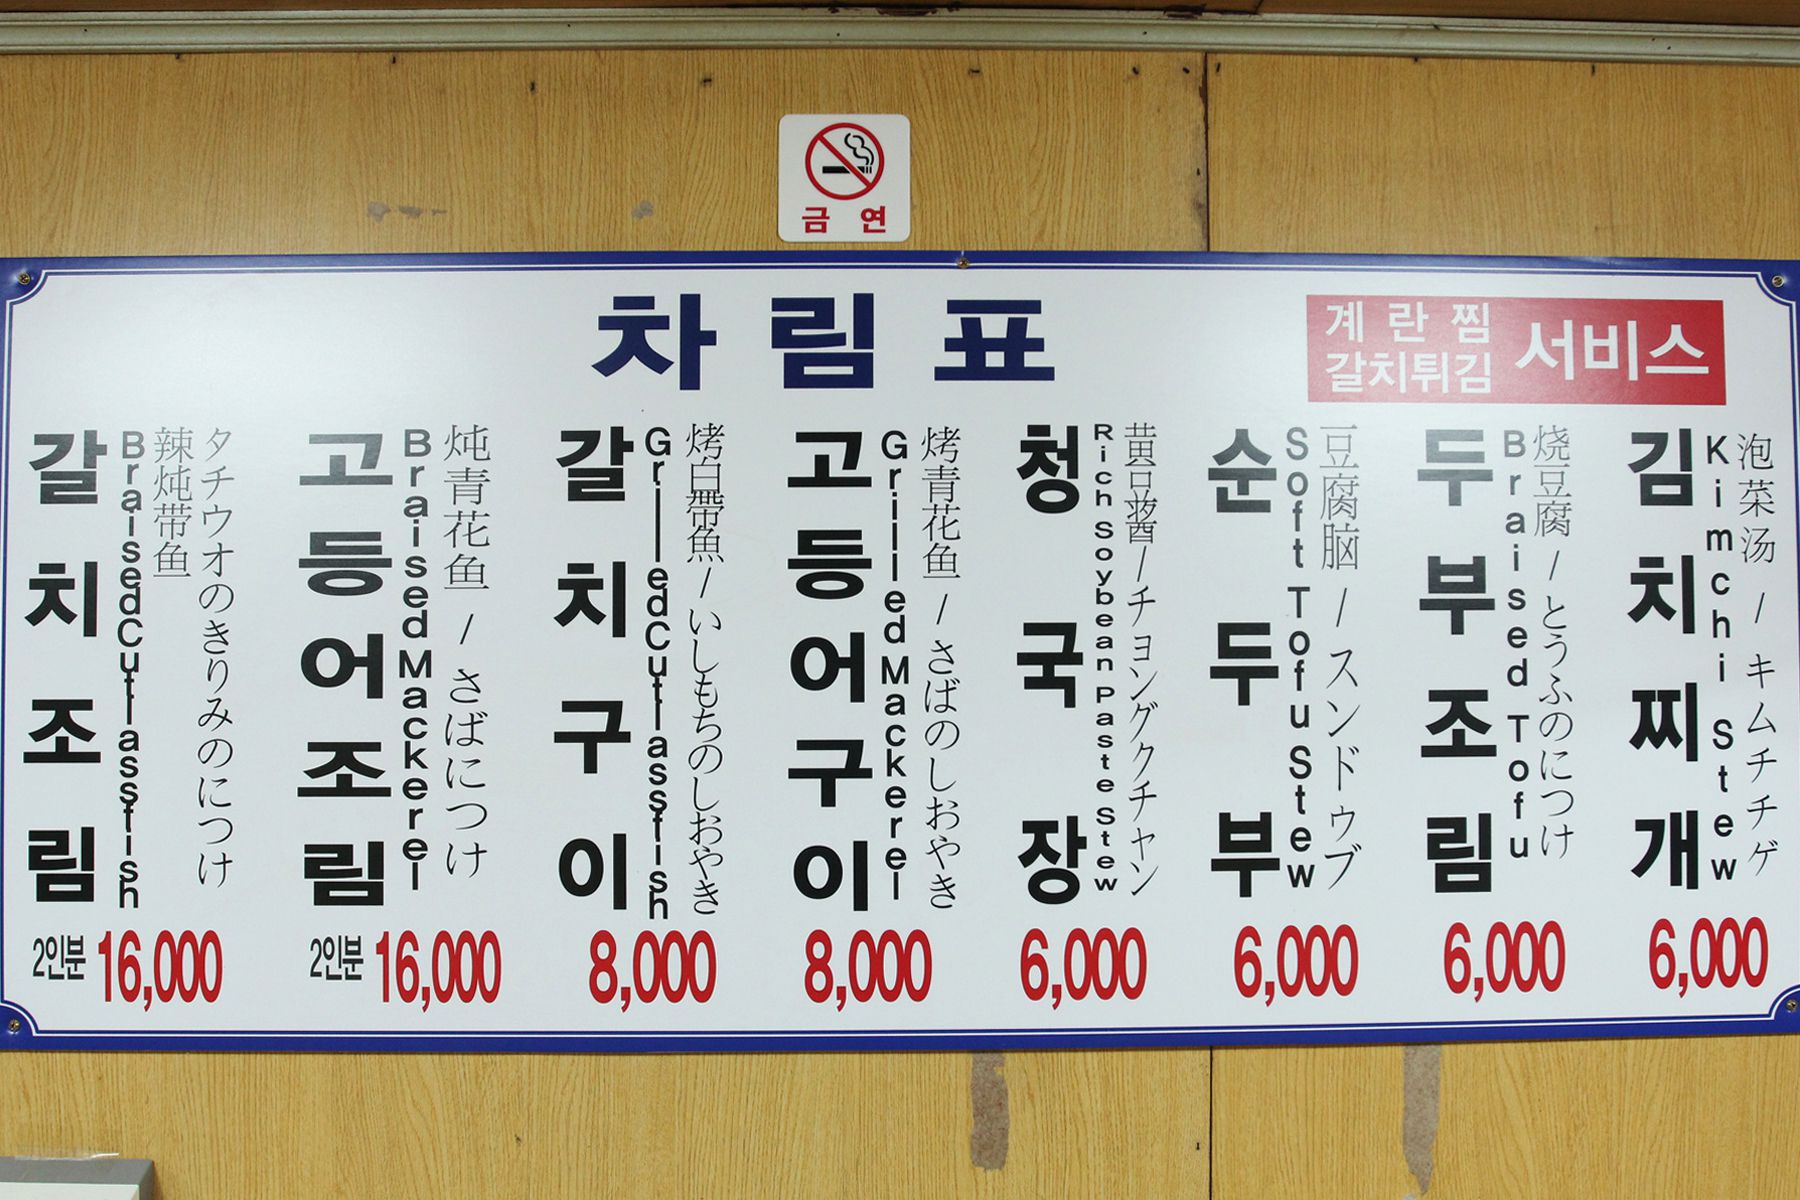 금 연
차 림 표
계 란 찜
갈치튀김
서비스
갈치조림
Braised Cutlassfish
辣炖带鱼
タチウオのきりみのにつけ
2인분 16,000
고등어조림
Braised Mackerel
炖青花鱼 / さばにつけ
2인분 16,000
갈치구이
Grilled Cutlassfish
烤白帶魚 / いしもちのしおやき
8,000
고등어구이
Grilled Mackerel
烤青花鱼 / さばのしおやき
8,000
청국장
Rich Soybean Paste Stew
黄豆酱 / チョングクチャン
6,000
순두부
Soft Tofu Stew
豆腐脑 / スンドゥブ
6,000
두부조림
Braised Tofu
烧豆腐 / とうふのにつけ
6,000
김치찌개
Kimchi Stew
泡菜汤 / キムチチゲ
6,000